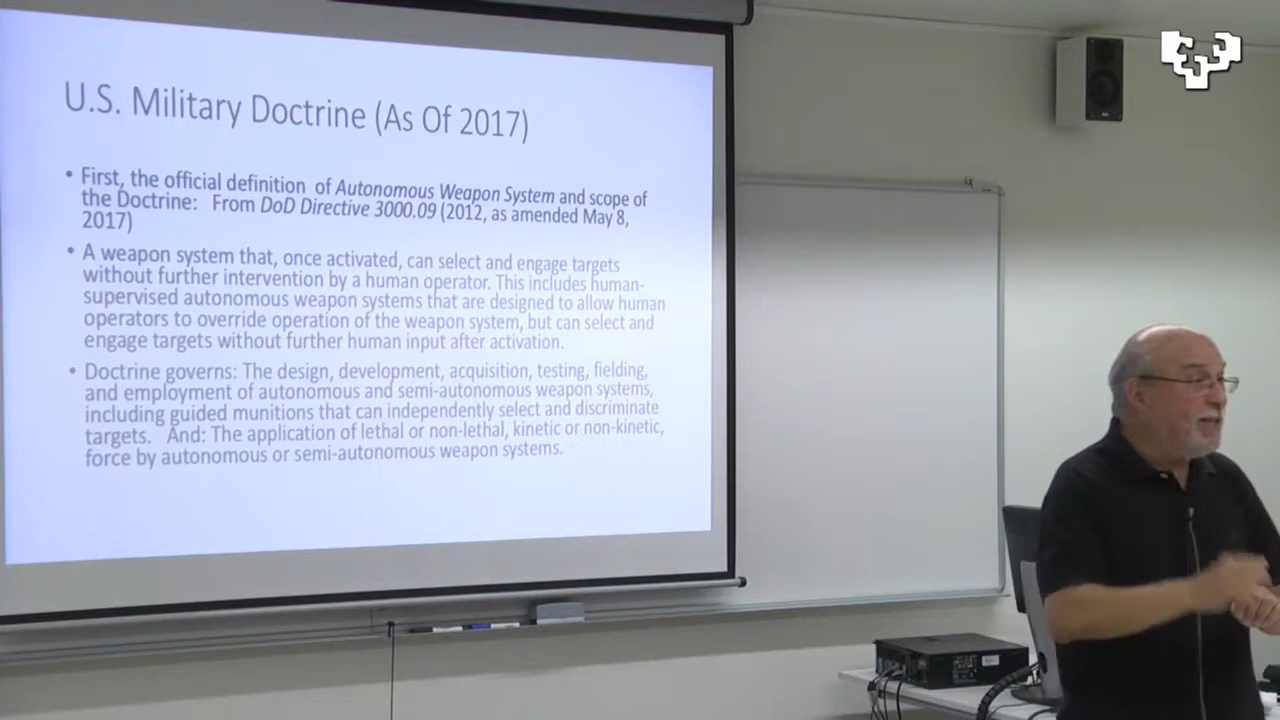 U.S. Military Doctrine (As Of 2017)
• First, the official definition of Autonomous Weapon System and scope of
the Doctrine: From DoD Directive 3000.09 (2012, as amended May 8,
2017)
• A weapon system that, once activated, can select and engage targets
without further intervention by a human operator. This includes human-
supervised autonomous weapon systems that are designed to allow human
operators to override operation of the weapon system, but can select and
engage targets without further human input after activation.
• Doctrine governs: The design, development, acquisition, testing, fielding,
and employment of autonomous and semi-autonomous weapon systems,
including guided munitions that can independently select and discriminate
targets. And: The application of lethal or non-lethal, kinetic or non-kinetic,
force by autonomous or semi-autonomous weapon systems.